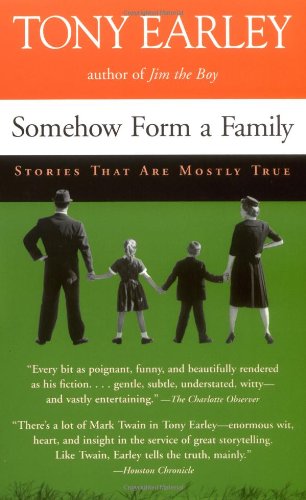 TONY EARLEY
author of Jim the Boy
Somehow Form a Family
STORIES THAT ARE MOSTLY TRUE
“Every bit as poignant, funny, and beautifully rendered
as his fiction. . . . gentle, subtle, understated, witty—
and vastly entertaining.” —The Charlotte Observer
“There’s a lot of Mark Twain in Tony Earley—enormous wit,
heart, and insight in the service of great storytelling.
Like Twain, Earley tells the truth, mainly.”
—Houston Chronicle